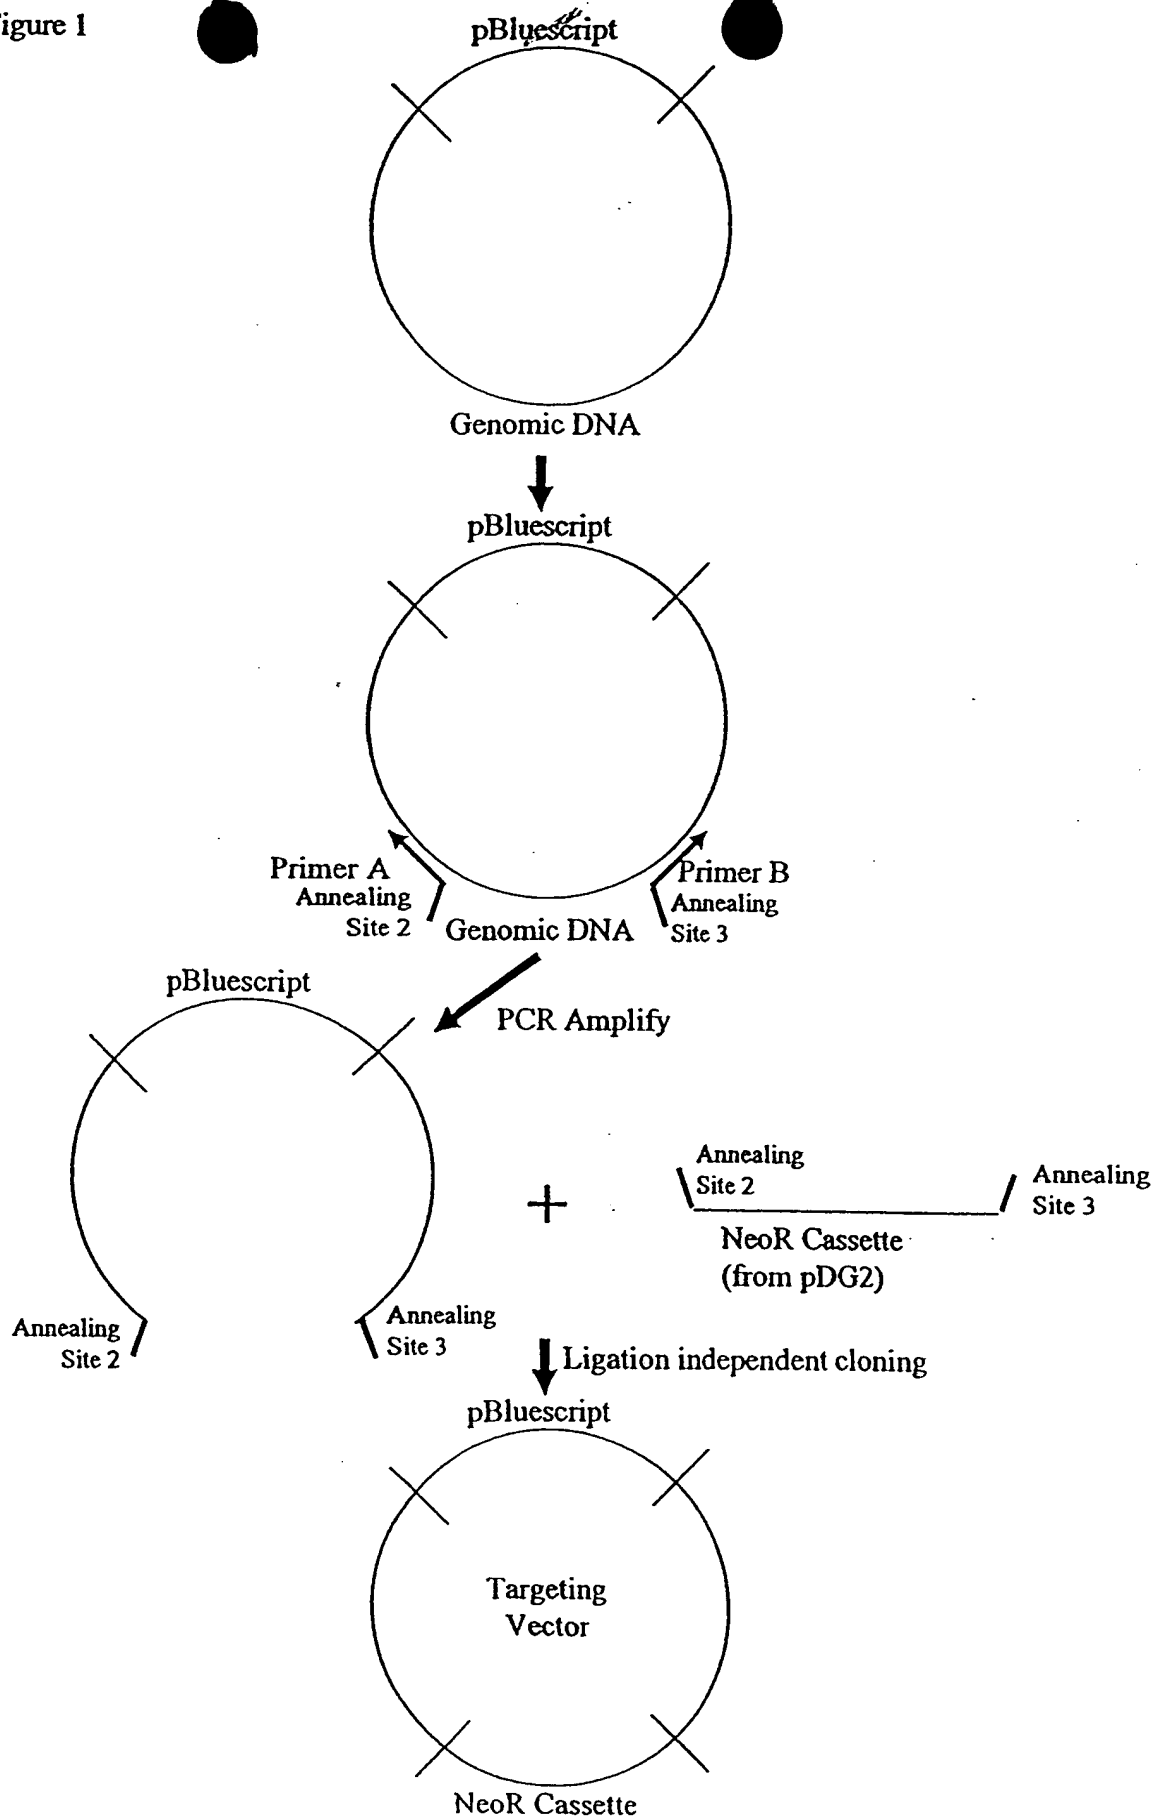 igure 1
pBluescript
Genomic DNA
pBluescript
Primer A
Annealing
Site 2
Primer B
Annealing
Site 3
Genomic DNA
PCR Amplify
pBluescript
Annealing
Site 2
Annealing
Site 3
+
Annealing
Site 2
Annealing
Site 3
NeoR Cassette
(from pDG2)
Ligation independent cloning
pBluescript
Targeting
Vector
NeoR Cassette